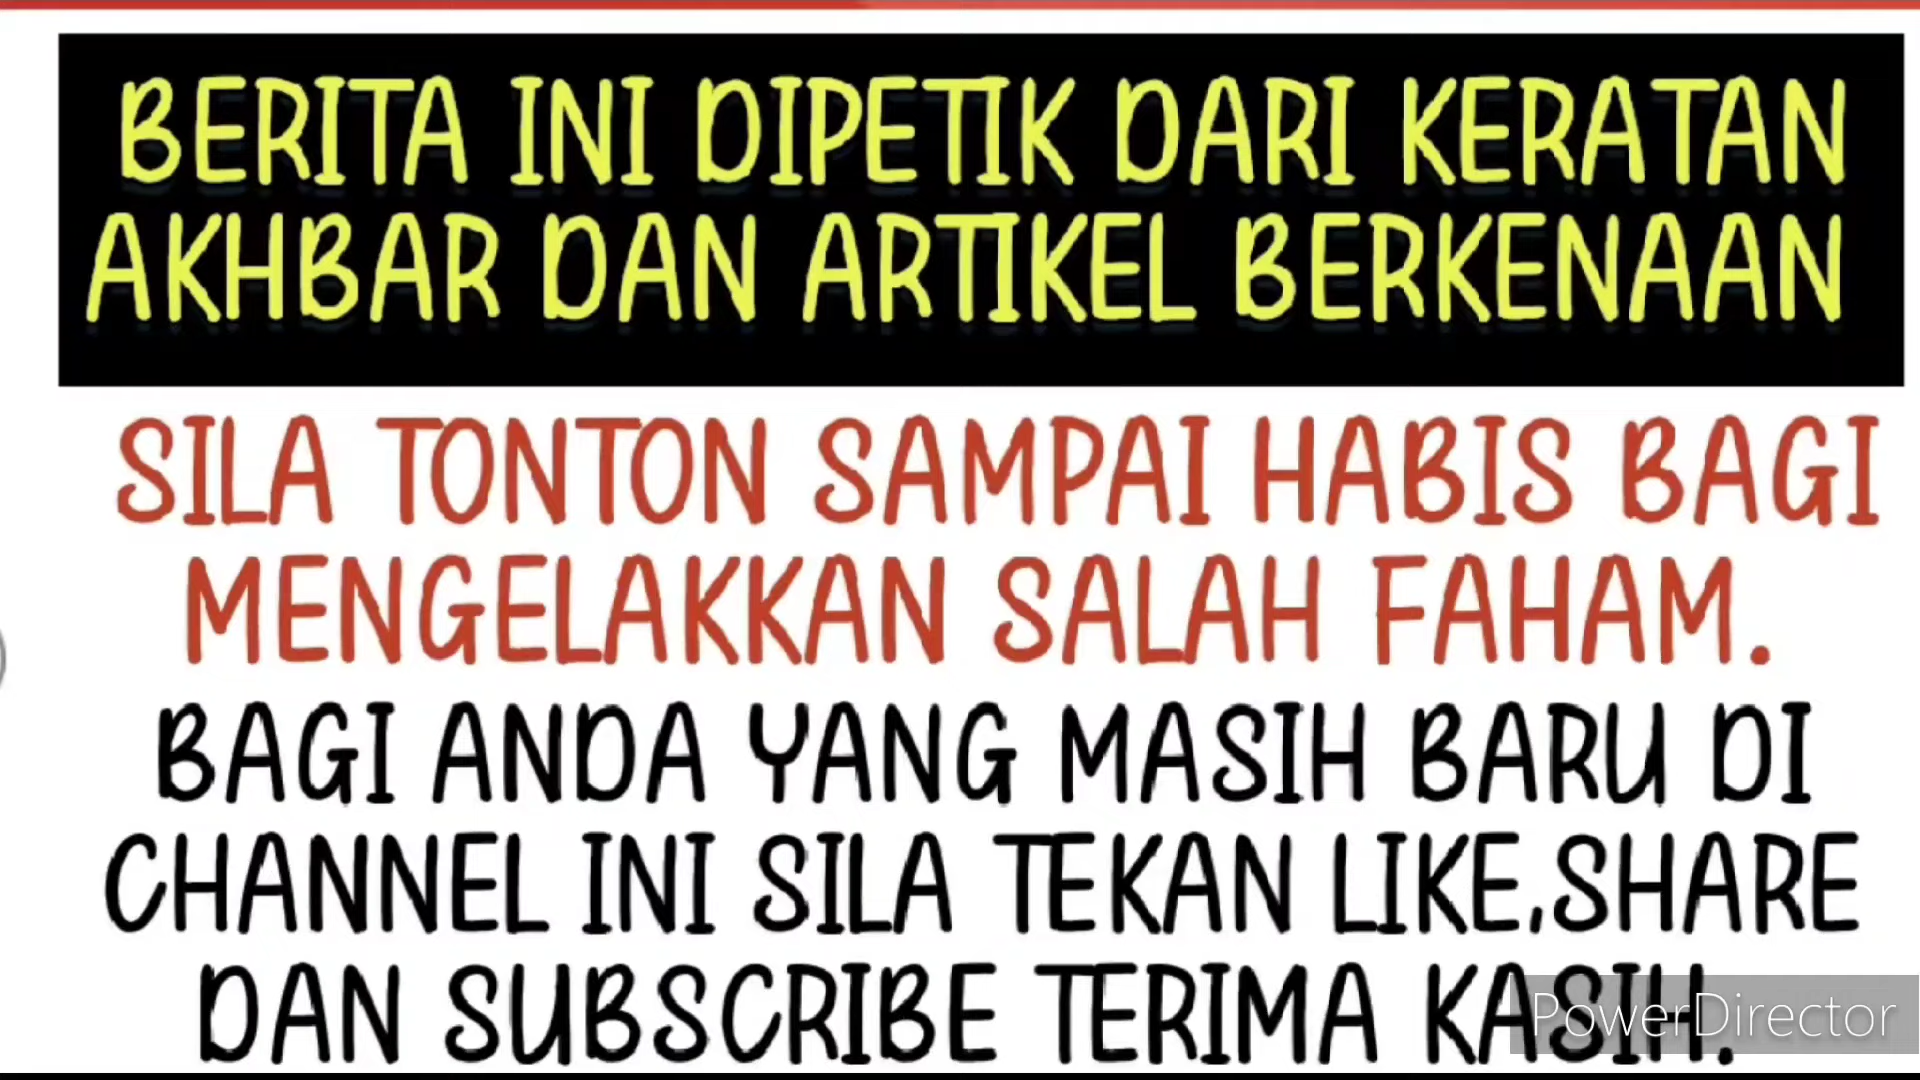 BERITA INI DIPETIK DARI KERATAN
AKHBAR DAN ARTIKEL BERKENAAN
SILA TONTON SAMPAI HABIS BAGI
MENGELAKKAN SALAH FAHAM.
BAGI ANDA YANG MASIH BARU DI
CHANNEL INI SILA TEKAN LIKE,SHARE
DAN SUBSCRIBE TERIMA KASIH.
PowerDirector